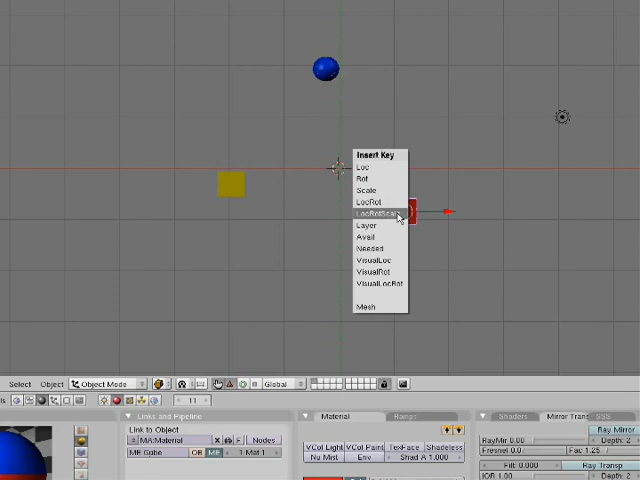 Insert Key
Loc
Rot
Scale
LocRot
LocRotScale
Layer
Avail
Needed
VisualLoc
VisualRot
VisualLocRot
Mesh
Select Object Object Mode Global
11
Links and Pipeline
Link to Object
MA:Material X F Nodes
ME:Cube OB ME 1 Mat 1
Material Ramps
VCol Light VCol Paint TexFace Shadeless
No Mist Env Shad A 1.000
Shaders Mirror Trans SSS
Ray Mirror
RayMir 0.00 Depth: 2
Fresnel 0.0 Fac 1.25
Filt: 0.000 Ray Transp
IOR 1.00 Depth: 2